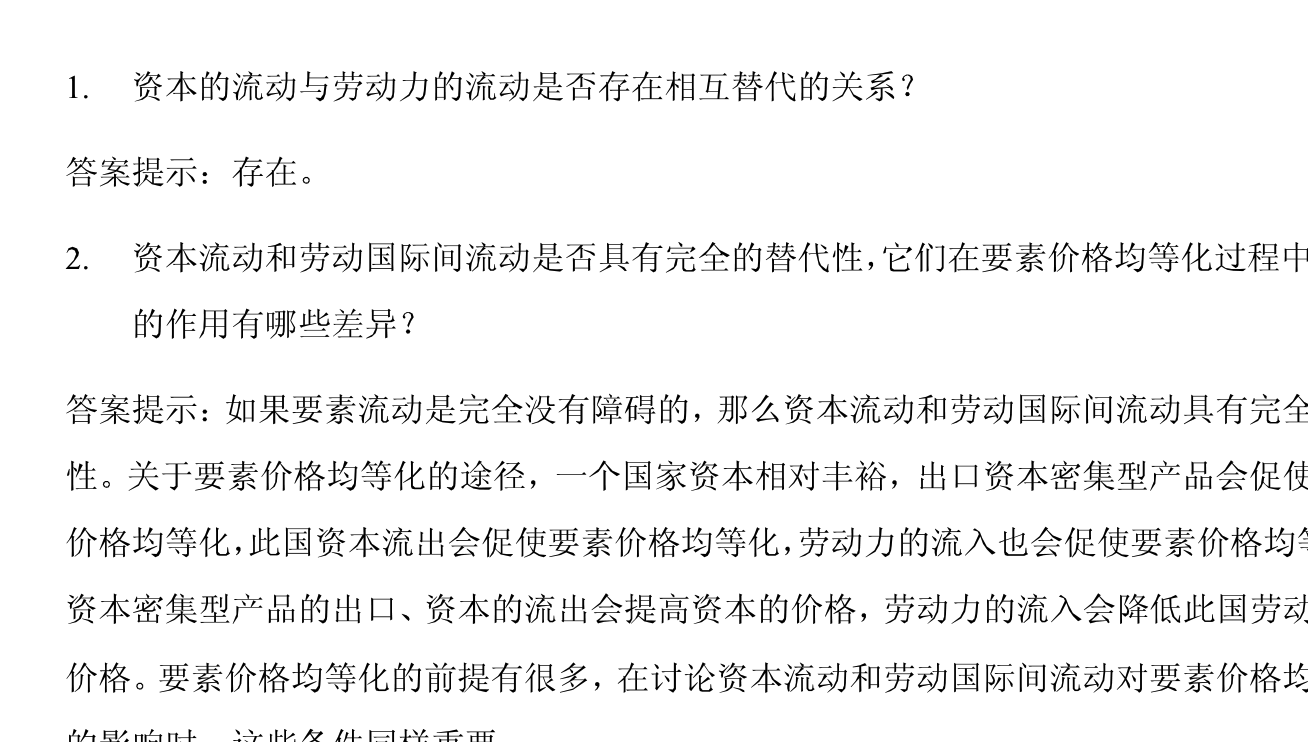 1. 资本的流动与劳动力的流动是否存在相互替代的关系？
答案提示：存在。
2. 资本流动和劳动国际间流动是否具有完全的替代性，它们在要素价格均等化过程中
的作用有哪些差异？
答案提示：如果要素流动是完全没有障碍的，那么资本流动和劳动国际间流动具有完全
性。关于要素价格均等化的途径，一个国家资本相对丰裕，出口资本密集型产品会促使
价格均等化，此国资本流出会促使要素价格均等化，劳动力的流入也会促使要素价格均等
资本密集型产品的出口、资本的流出会提高资本的价格，劳动力的流入会降低此国劳动
价格。要素价格均等化的前提有很多，在讨论资本流动和劳动国际间流动对要素价格均
的影响时，这些条件同样重要